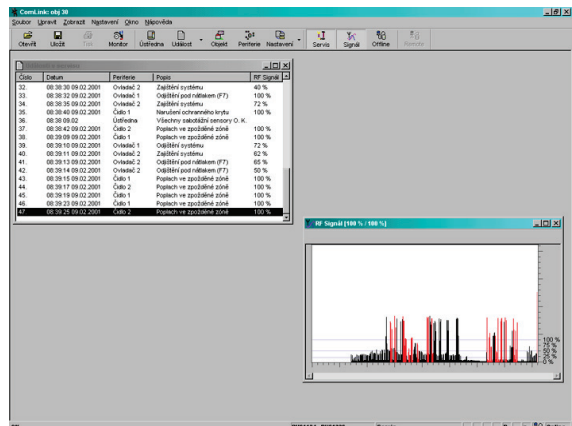 ComLink: obj 30
Soubor Upravit Zobrazit Nastavení Okno Nápověda
Otevřít Uložit Tisk Monitor Ústředna Událost Objekt Periferie Nastavení Servis Signál Offline Remote
Číslo Datum Periferie Popis RF Signál
32. 08:38:30 09.02.2001 Ovladač 2 Zajištění systému 40 %
33. 08:38:32 09.02.2001 Ovladač 1 Odjištění pod nátlakem (F7) 100 %
34. 08:38:35 09.02.2001 Ovladač 2 Zajištění systému 72 %
35. 08:38:40 09.02.2001 Čidlo 1 Narušení ochranného krytu 100 %
36. 08:38 09.02 Ústředna Všechny sabotážní sensory O. K.
37. 08:38:42 09.02.2001 Čidlo 2 Poplach ve zpožděné zóně 100 %
38. 08:39:09 09.02.2001 Čidlo 1 Poplach ve zpožděné zóně 100 %
39. 08:39:10 09.02.2001 Ovladač 1 Odjištění systému 72 %
40. 08:39:11 09.02.2001 Ovladač 2 Zajištění systému 62 %
41. 08:39:13 09.02.2001 Ovladač 2 Odjištění pod nátlakem (F7) 65 %
42. 08:39:14 09.02.2001 Ovladač 2 Odjištění pod nátlakem (F7) 50 %
43. 08:39:15 09.02.2001 Čidlo 1 Poplach ve zpožděné zóně 100 %
44. 08:39:17 09.02.2001 Čidlo 2 Poplach ve zpožděné zóně 100 %
45. 08:39:19 09.02.2001 Čidlo 1 Poplach ve zpožděné zóně 100 %
46. 08:39:23 09.02.2001 Čidlo 1 Poplach ve zpožděné zóně 100 %
47. 08:39:25 09.02.2001 Čidlo 2 Poplach ve zpožděné zóně 100 %
RF Signál [100 % / 100 %]
100 %
75 %
50 %
25 %
0 %